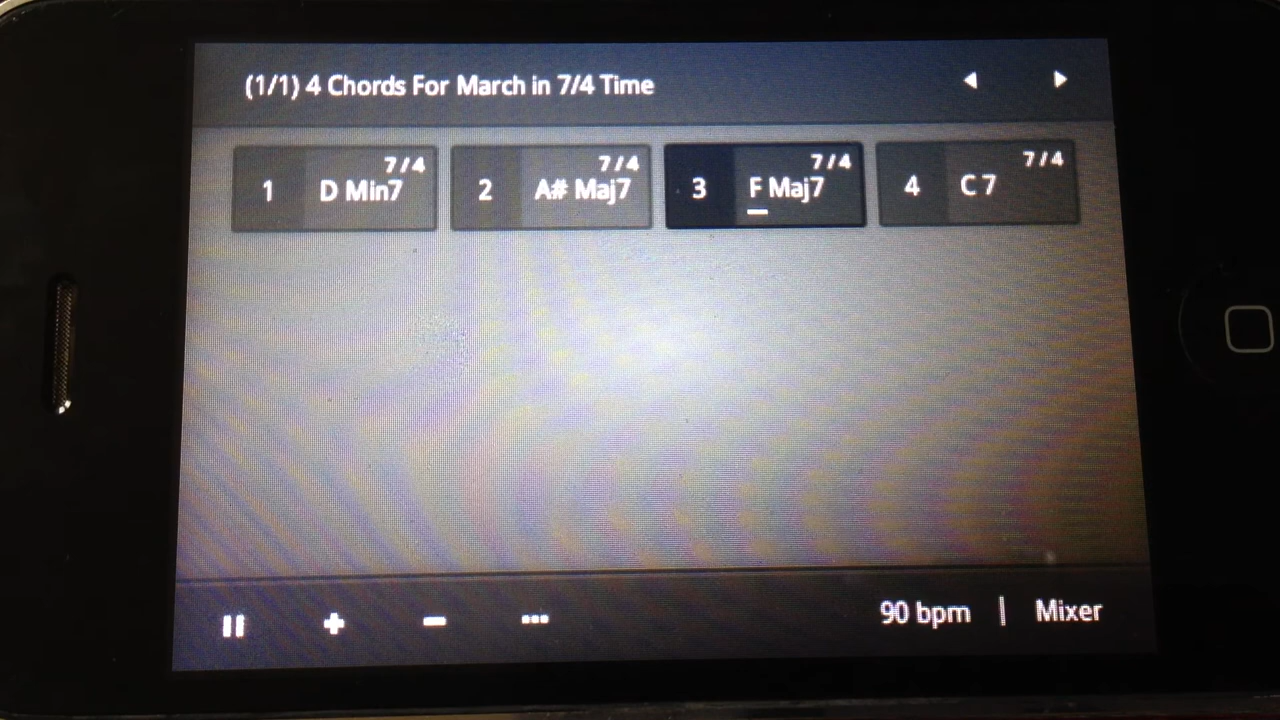 (1/1) 4 Chords For March in 7/4 Time
1 D Min7 7/4
2 A# Maj7 7/4
3 F Maj7 7/4
4 C 7 7/4
90 bpm | Mixer